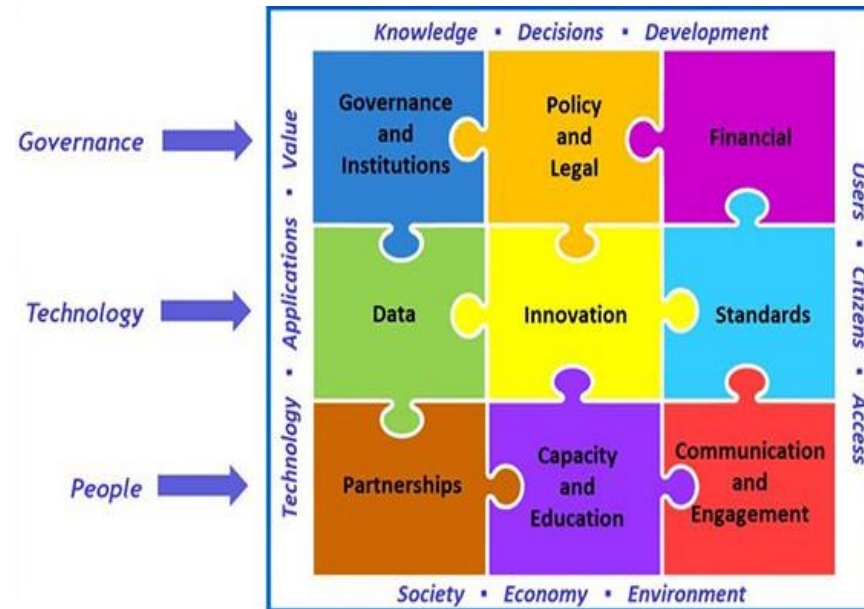 Knowledge ▪ Decisions ▪ Development
Governance
Technology ▪ Applications ▪ Value
Governance
and
Institutions
Policy
and
Legal
Financial
Users ▪ Citizens ▪ Access
Technology
Data
Innovation
Standards
People
Partnerships
Capacity
and
Education
Communication
and
Engagement
Society ▪ Economy ▪ Environment